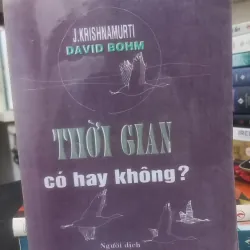 J.KRISHNAMURTI
DAVID BOHM
THỜI GIAN
có hay không?
Người dịch